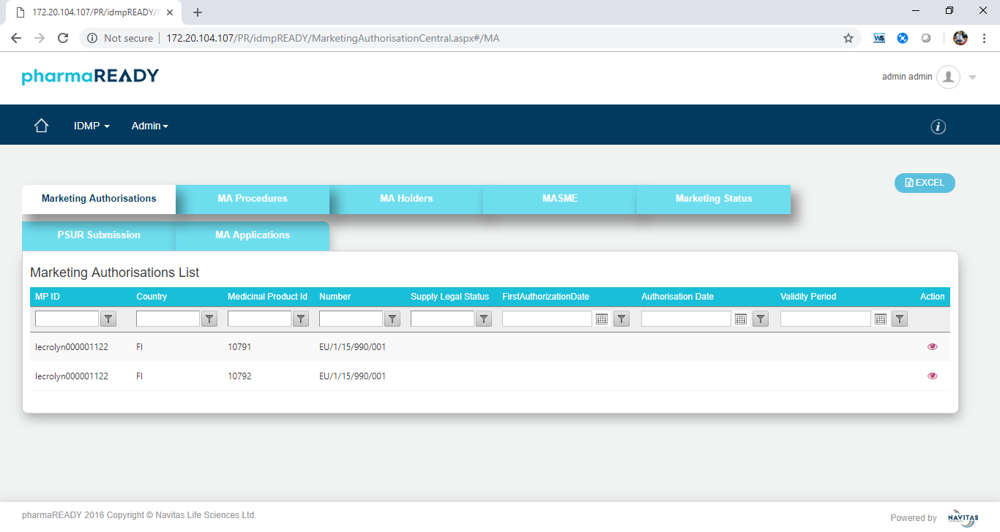 172.20.104.107/PR/idmpREADY/
Not secure 172.20.104.107/PR/idmpREADY/MarketingAuthorisationCentral.aspx#/MA
WS
pharmaREADY
admin admin
IDMP Admin
i
EXCEL
Marketing Authorisations MA Procedures MA Holders MASME Marketing Status
PSUR Submission MA Applications
Marketing Authorisations List
MP ID Country Medicinal Product Id Number Supply Legal Status FirstAuthorizationDate Authorisation Date Validity Period Action
lecrolyn000001122 FI 10791 EU/1/15/990/001
lecrolyn000001122 FI 10792 EU/1/15/990/001
pharmaREADY 2016 Copyright © Navitas Life Sciences Ltd.
Powered by NAVITAS